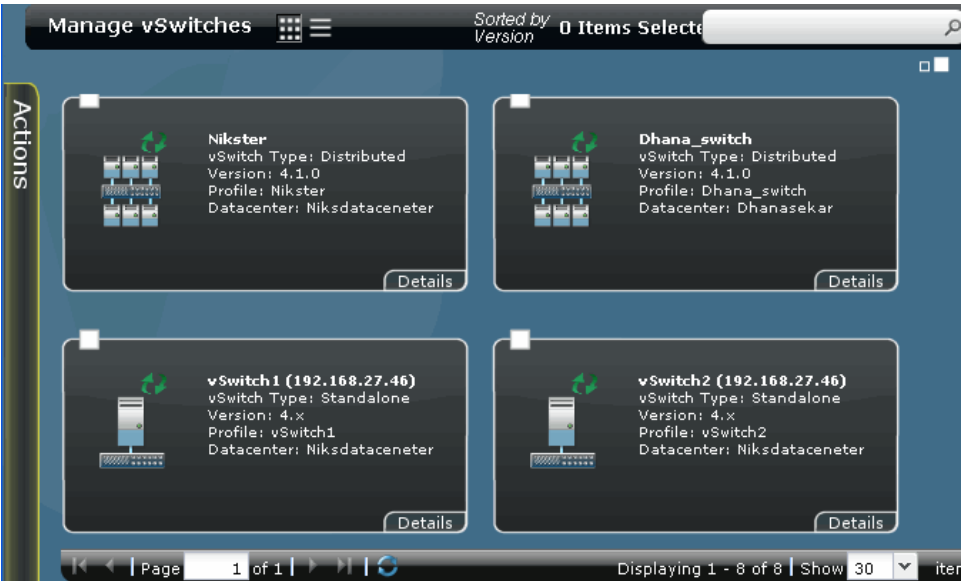 Manage vSwitches
Sorted by
Version
0 Items Selecte
Actions
Nikster
vSwitch Type: Distributed
Version: 4.1.0
Profile: Nikster
Datacenter: Niksdataceneter
Details
Dhana_switch
vSwitch Type: Distributed
Version: 4.1.0
Profile: Dhana_switch
Datacenter: Dhanasekar
Details
vSwitch1 (192.168.27.46)
vSwitch Type: Standalone
Version: 4.x
Profile: vSwitch1
Datacenter: Niksdataceneter
Details
vSwitch2 (192.168.27.46)
vSwitch Type: Standalone
Version: 4.x
Profile: vSwitch2
Datacenter: Niksdataceneter
Details
Page 1 of 1
Displaying 1 - 8 of 8 Show 30 iter